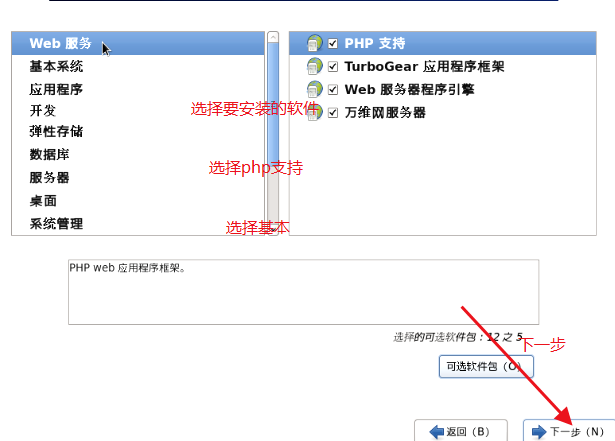 Web 服务
基本系统
应用程序
开发
弹性存储
数据库
服务器
桌面
系统管理
PHP 支持
TurboGear 应用程序框架
Web 服务器程序引擎
万维网服务器
选择要安装的软件
选择php支持
选择基本
PHP web 应用程序框架。
选择的可选软件包：12 之 5
下一步
可选软件包（O）
返回（B）
下一步（N）